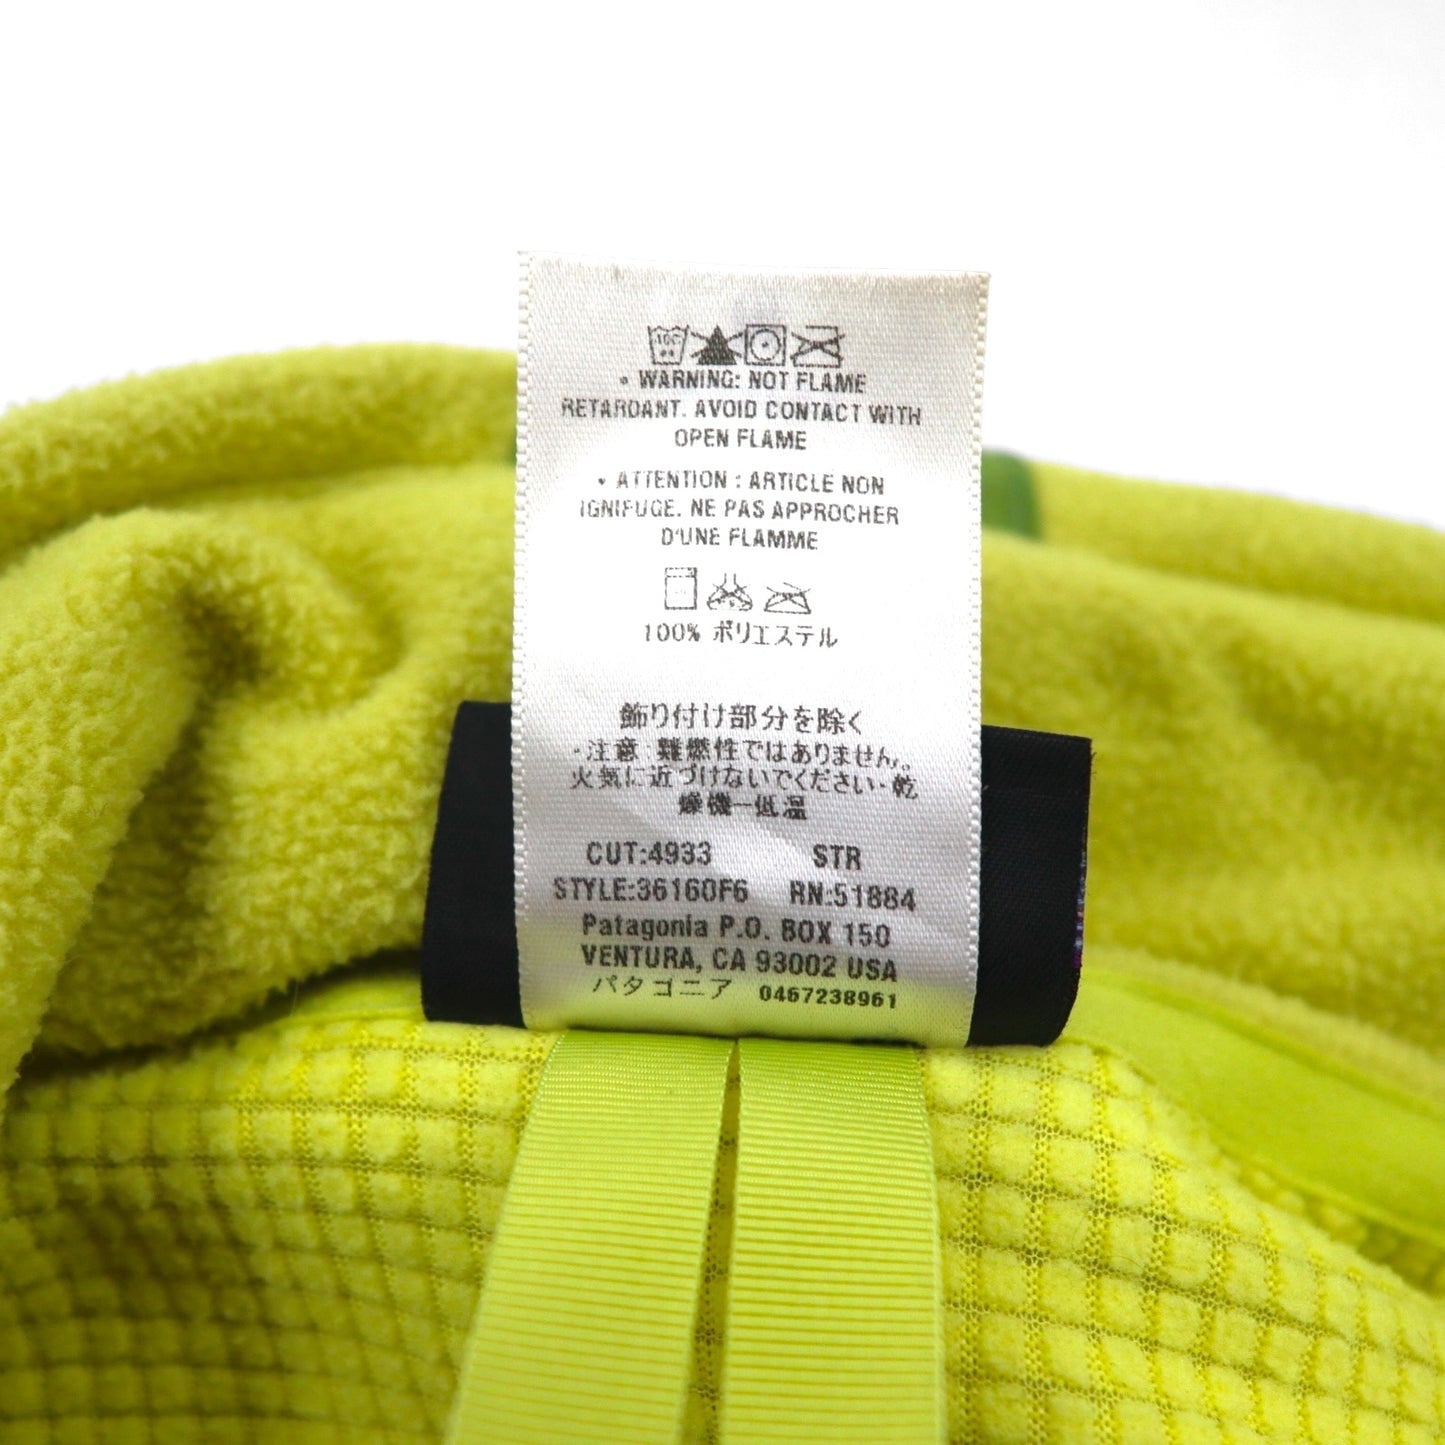 • WARNING: NOT FLAME
RETARDANT. AVOID CONTACT WITH
OPEN FLAME
• ATTENTION : ARTICLE NON
IGNIFUGE. NE PAS APPROCHER
D'UNE FLAMME
100% ポリエステル
飾り付け部分を除く
・注意：難燃性ではありません。
火気に近づけないでください・乾
燥機－低温
CUT:4933 STR
STYLE:36160F6 RN:51884
Patagonia P.O. BOX 150
VENTURA, CA 93002 USA
パタゴニア 0467238961